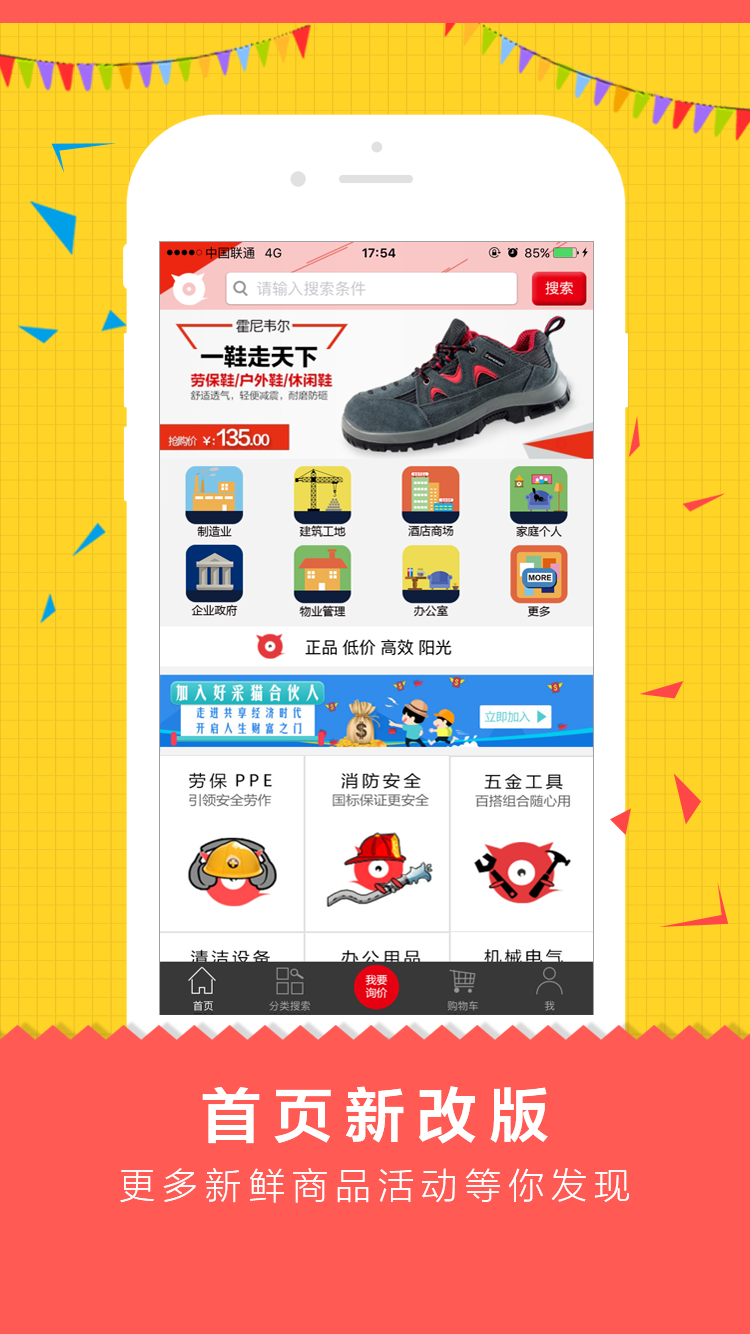 中国联通 4G 17:54 85%
请输入搜索条件 搜索
霍尼韦尔
一鞋走天下
劳保鞋/户外鞋/休闲鞋
舒适透气，轻便减震，耐磨防砸
抢购价 ￥:135.00
制造业 建筑工地 酒店商场 家庭个人
MORE
企业政府 物业管理 办公室 更多
正品 低价 高效 阳光
加入好采猫合伙人
走进共享经济时代
开启人生财富之门
立即加入
劳保 PPE 消防安全 五金工具
引领安全劳作 国标保证更安全 百搭组合随心用
清洁设备 办公用品 机械电气
首页 分类搜索 我要询价 购物车 我
首页新改版
更多新鲜商品活动等你发现